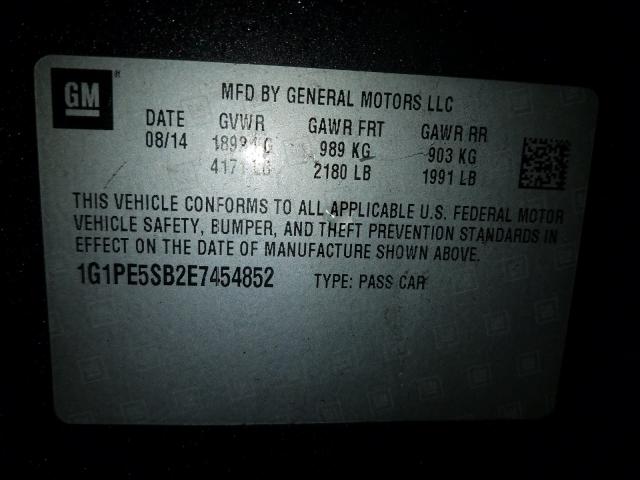 GM ®
MFD BY GENERAL MOTORS LLC
DATE GVWR GAWR FRT GAWR RR
08/14 989 KG 903 KG
2180 LB 1991 LB
THIS VEHICLE CONFORMS TO ALL APPLICABLE U.S. FEDERAL MOTOR
VEHICLE SAFETY, BUMPER, AND THEFT PREVENTION STANDARDS IN
EFFECT ON THE DATE OF MANUFACTURE SHOWN ABOVE.
1G1PE5SB2E7454852 TYPE: PASS CAR